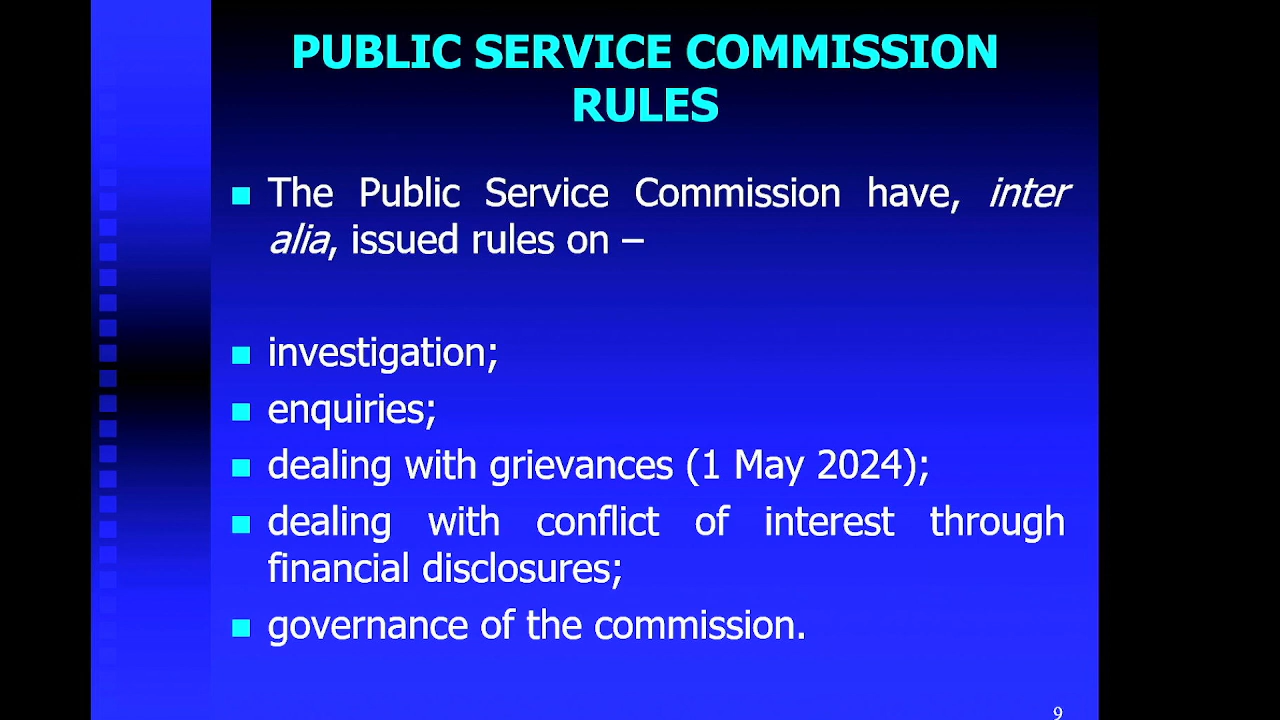 PUBLIC SERVICE COMMISSION
RULES
The Public Service Commission have, inter
alia, issued rules on –
investigation;
enquiries;
dealing with grievances (1 May 2024);
dealing with conflict of interest through
financial disclosures;
governance of the commission.
9